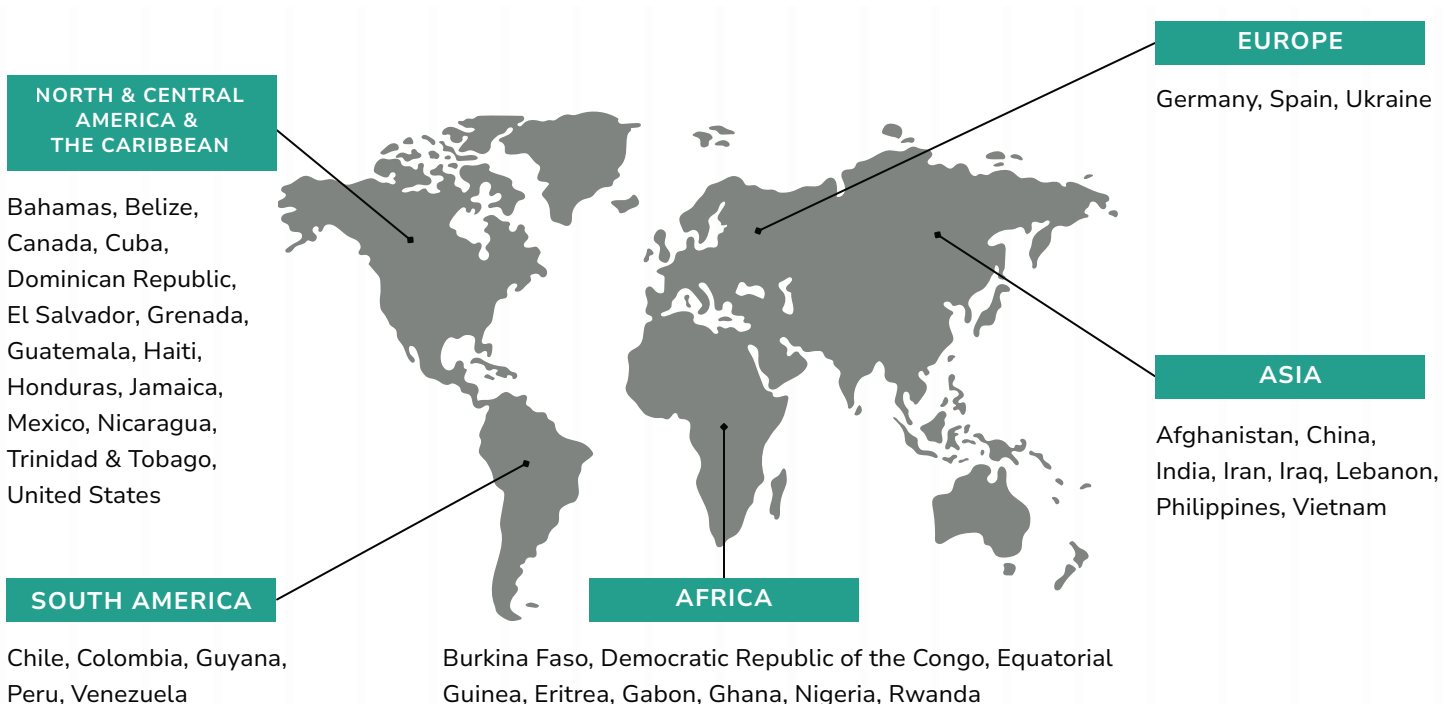 EUROPE
Germany, Spain, Ukraine
NORTH & CENTRAL
AMERICA &
THE CARIBBEAN
Bahamas, Belize,
Canada, Cuba,
Dominican Republic,
El Salvador, Grenada,
Guatemala, Haiti,
Honduras, Jamaica,
Mexico, Nicaragua,
Trinidad & Tobago,
United States
ASIA
Afghanistan, China,
India, Iran, Iraq, Lebanon,
Philippines, Vietnam
SOUTH AMERICA
Chile, Colombia, Guyana,
Peru, Venezuela
AFRICA
Burkina Faso, Democratic Republic of the Congo, Equatorial
Guinea, Eritrea, Gabon, Ghana, Nigeria, Rwanda